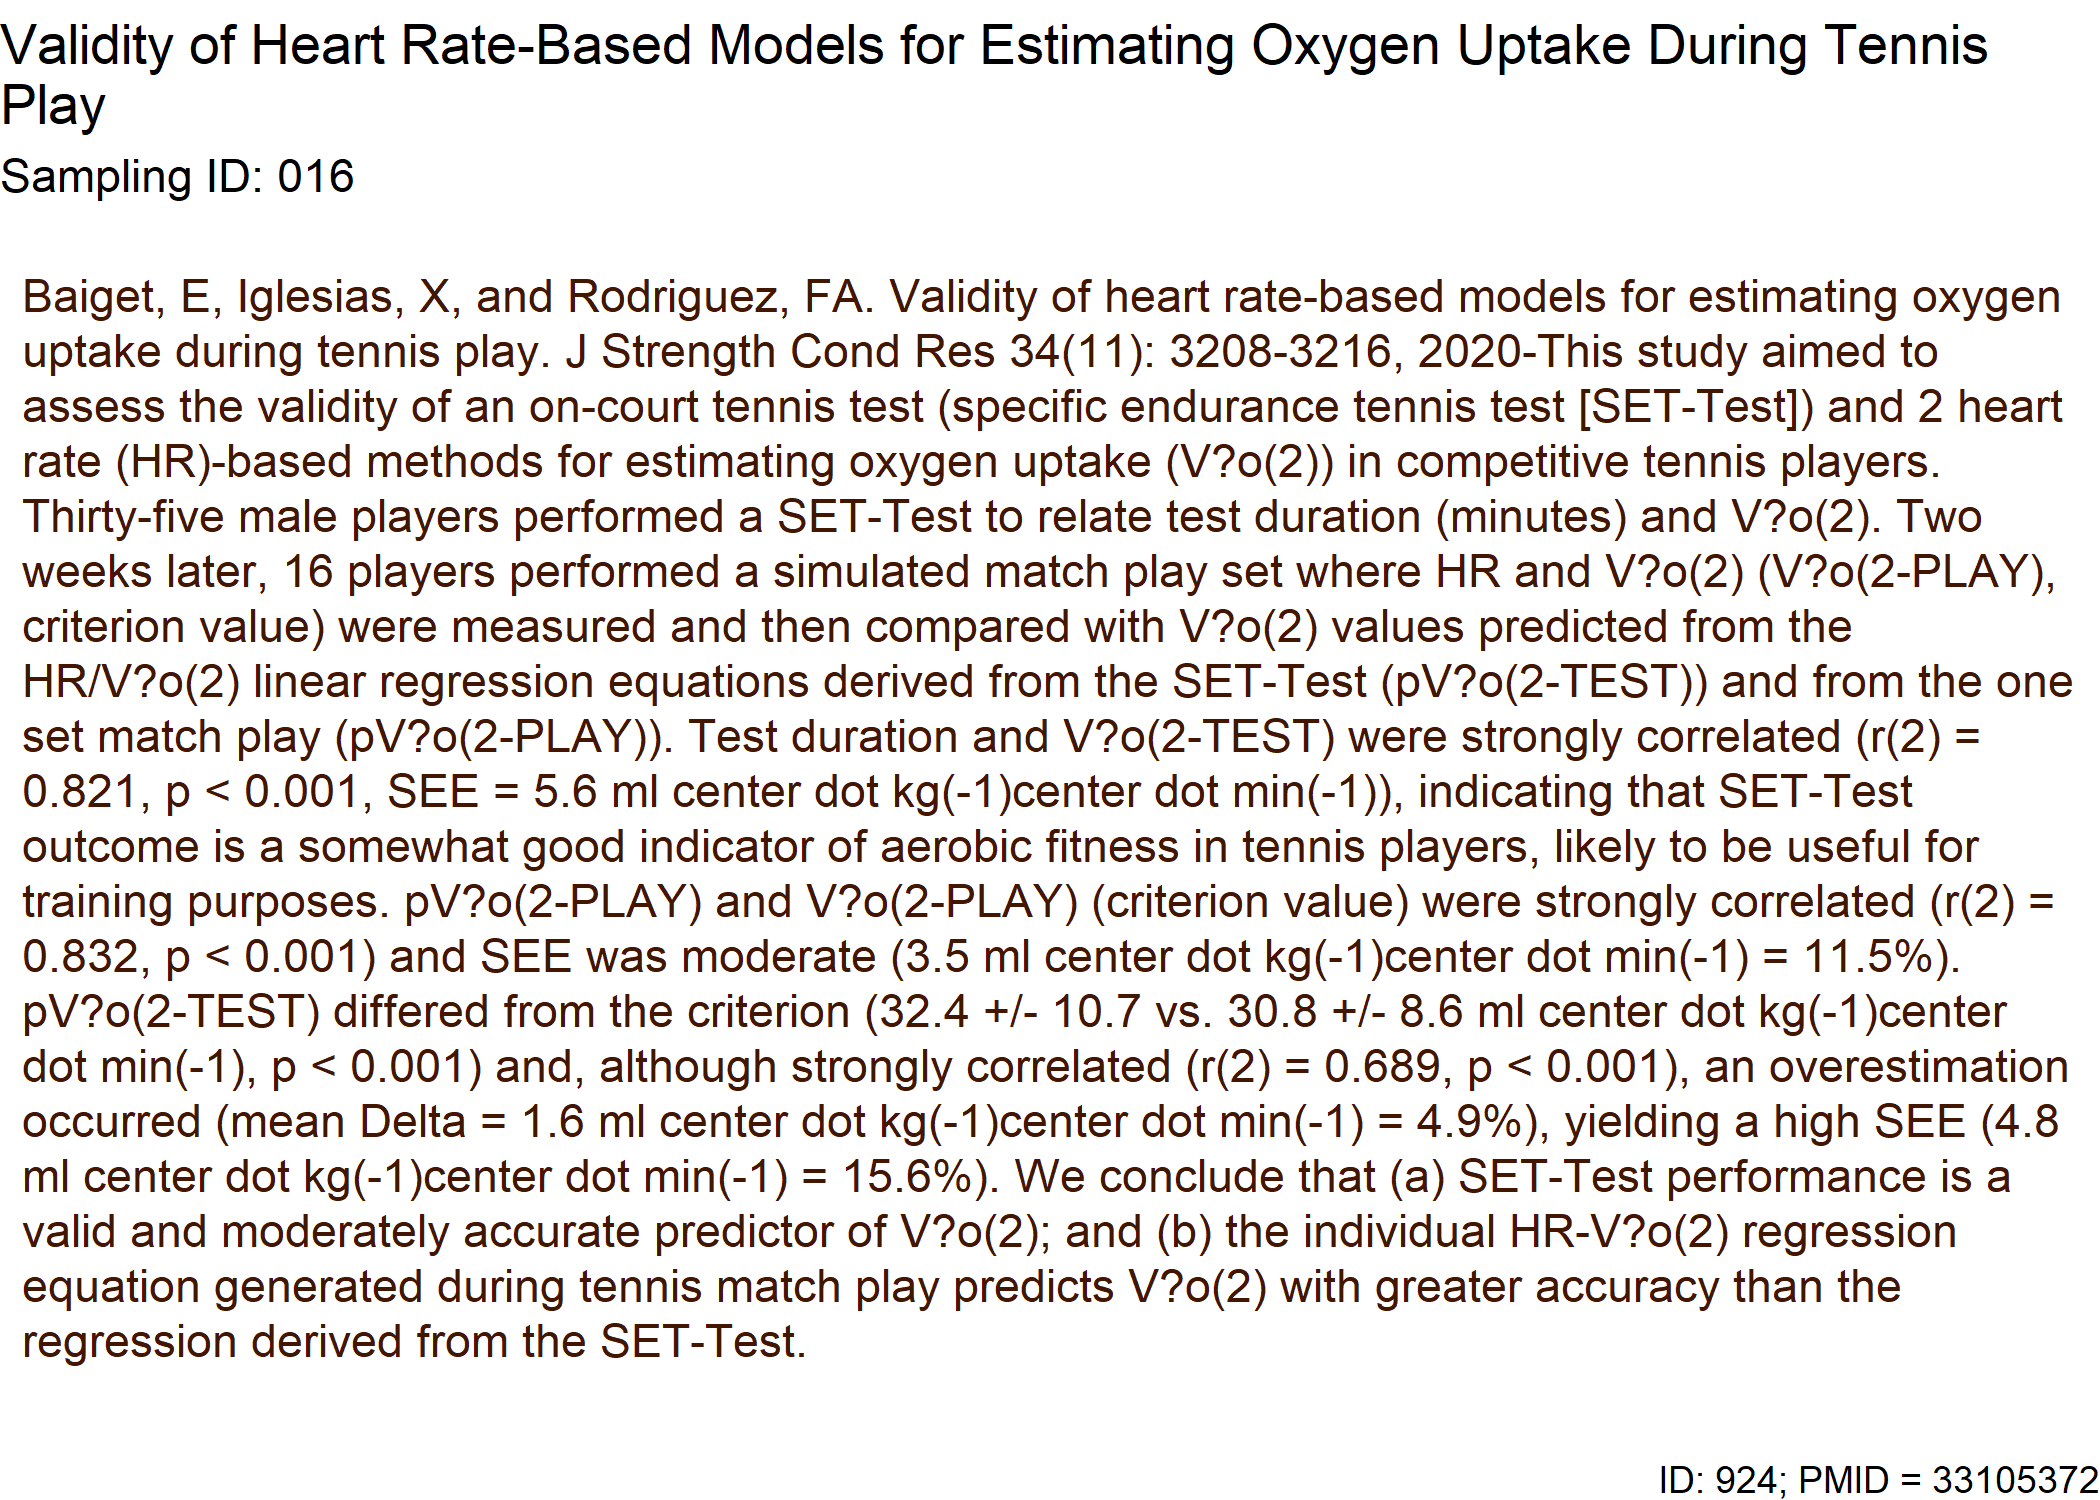 Validity of Heart Rate-Based Models for Estimating Oxygen Uptake During Tennis
Play
Sampling ID: 016
Baiget, E, Iglesias, X, and Rodriguez, FA. Validity of heart rate-based models for estimating oxygen
uptake during tennis play. J Strength Cond Res 34(11): 3208-3216, 2020-This study aimed to
assess the validity of an on-court tennis test (specific endurance tennis test [SET-Test]) and 2 heart
rate (HR)-based methods for estimating oxygen uptake (V?o(2)) in competitive tennis players.
Thirty-five male players performed a SET-Test to relate test duration (minutes) and V?o(2). Two
weeks later, 16 players performed a simulated match play set where HR and V?o(2) (V?o(2-PLAY),
criterion value) were measured and then compared with V?o(2) values predicted from the
HR/V?o(2) linear regression equations derived from the SET-Test (pV?o(2-TEST)) and from the one
set match play (pV?o(2-PLAY)). Test duration and V?o(2-TEST) were strongly correlated (r(2) =
0.821, p < 0.001, SEE = 5.6 ml center dot kg(-1)center dot min(-1)), indicating that SET-Test
outcome is a somewhat good indicator of aerobic fitness in tennis players, likely to be useful for
training purposes. pV?o(2-PLAY) and V?o(2-PLAY) (criterion value) were strongly correlated (r(2) =
0.832, p < 0.001) and SEE was moderate (3.5 ml center dot kg(-1)center dot min(-1) = 11.5%).
pV?o(2-TEST) differed from the criterion (32.4 +/- 10.7 vs. 30.8 +/- 8.6 ml center dot kg(-1)center
dot min(-1), p < 0.001) and, although strongly correlated (r(2) = 0.689, p < 0.001), an overestimation
occurred (mean Delta = 1.6 ml center dot kg(-1)center dot min(-1) = 4.9%), yielding a high SEE (4.8
ml center dot kg(-1)center dot min(-1) = 15.6%). We conclude that (a) SET-Test performance is a
valid and moderately accurate predictor of V?o(2); and (b) the individual HR-V?o(2) regression
equation generated during tennis match play predicts V?o(2) with greater accuracy than the
regression derived from the SET-Test.
ID: 924; PMID = 33105372